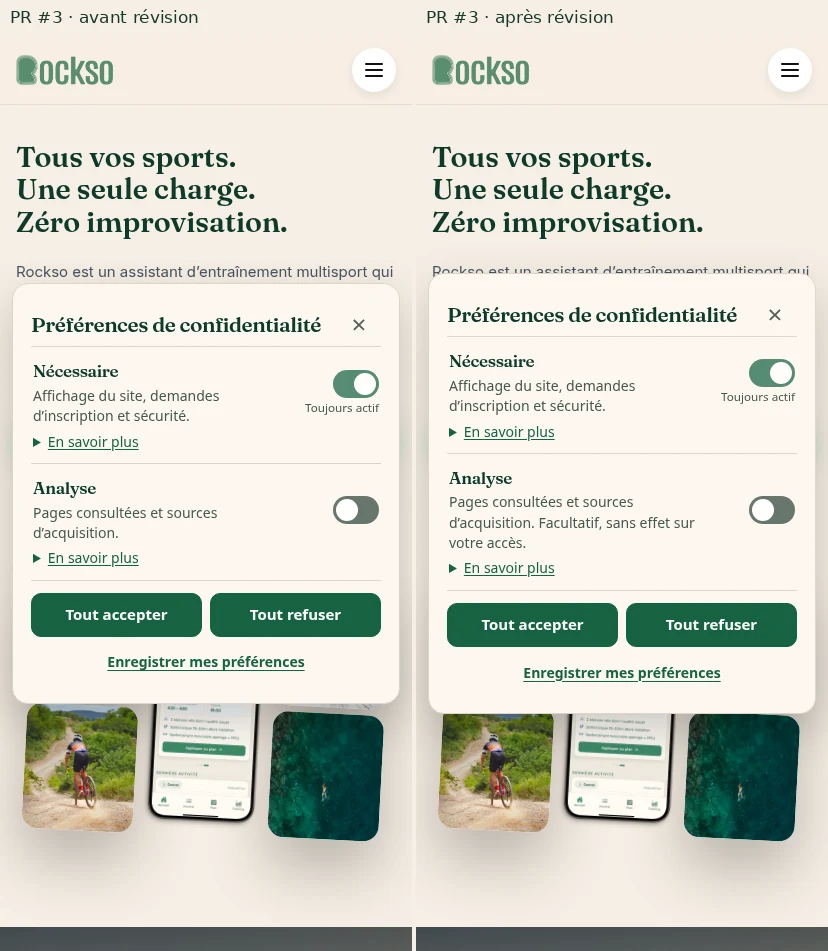 PR #3 · avant révision
Rockso
Tous vos sports.
Une seule charge.
Zéro improvisation.
Rockso est un assistant d’entraînement multisport qui
Préférences de confidentialité
✕
Nécessaire
Affichage du site, demandes
d’inscription et sécurité.
Toujours actif
▶ En savoir plus
Analyse
Pages consultées et sources
d’acquisition.
▶ En savoir plus
Tout accepter
Tout refuser
Enregistrer mes préférences
DERNIÈRE ACTIVITÉ
PR #3 · après révision
Rockso
Tous vos sports.
Une seule charge.
Zéro improvisation.
Rockso est un assistant d’entraînement multisport qui
Préférences de confidentialité
✕
Nécessaire
Affichage du site, demandes
d’inscription et sécurité.
Toujours actif
▶ En savoir plus
Analyse
Pages consultées et sources
d’acquisition. Facultatif, sans effet sur
votre accès.
▶ En savoir plus
Tout accepter
Tout refuser
Enregistrer mes préférences
DERNIÈRE ACTIVITÉ